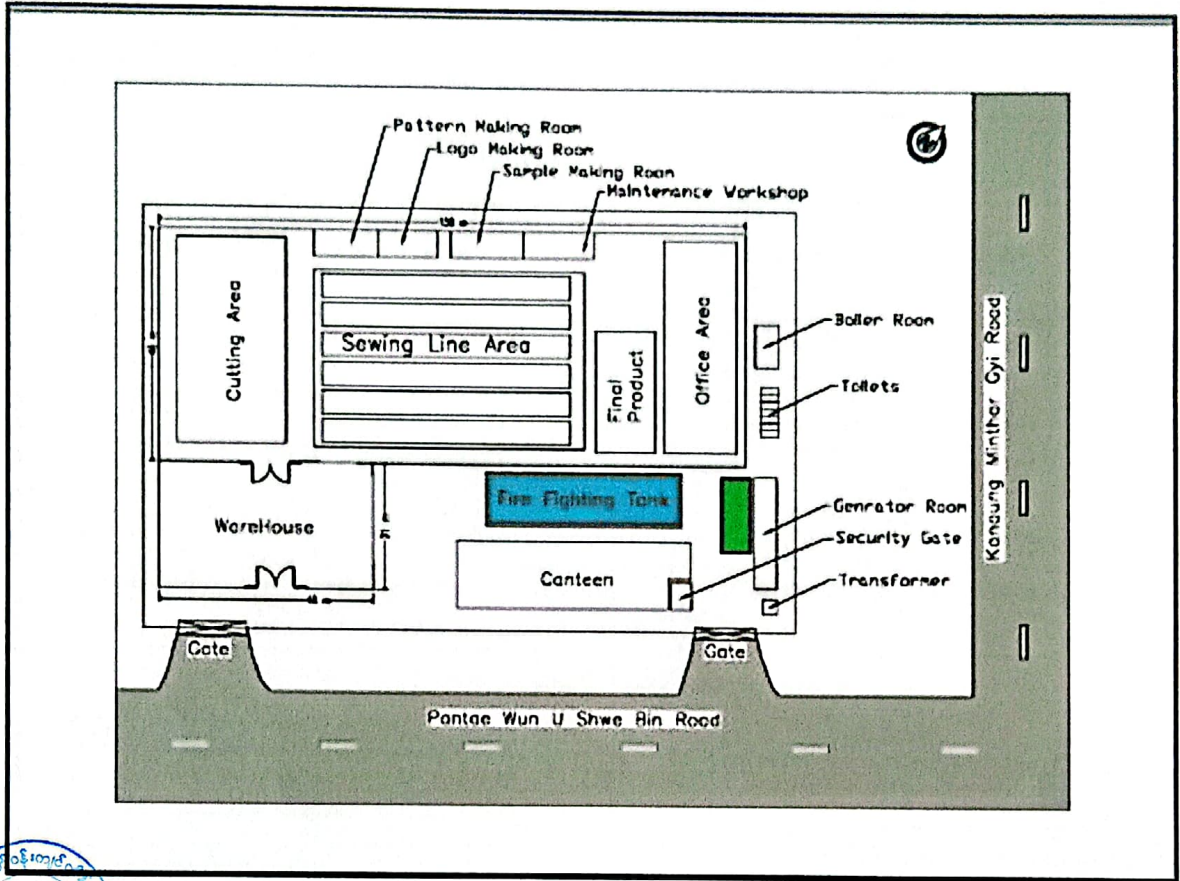 Pattern Making Room
Logo Making Room
Sample Making Room
Maintenance Workshop
Cutting Area
Sewing Line Area
Final
Product
Office Area
Boiler Room
Toilets
Kanaung Minthar Gyi Road
Fire Fighting Tank
WareHouse
Canteen
Genrator Room
Security Gate
Transformer
Gate
Gate
Pantae Wun U Shwe Bin Road